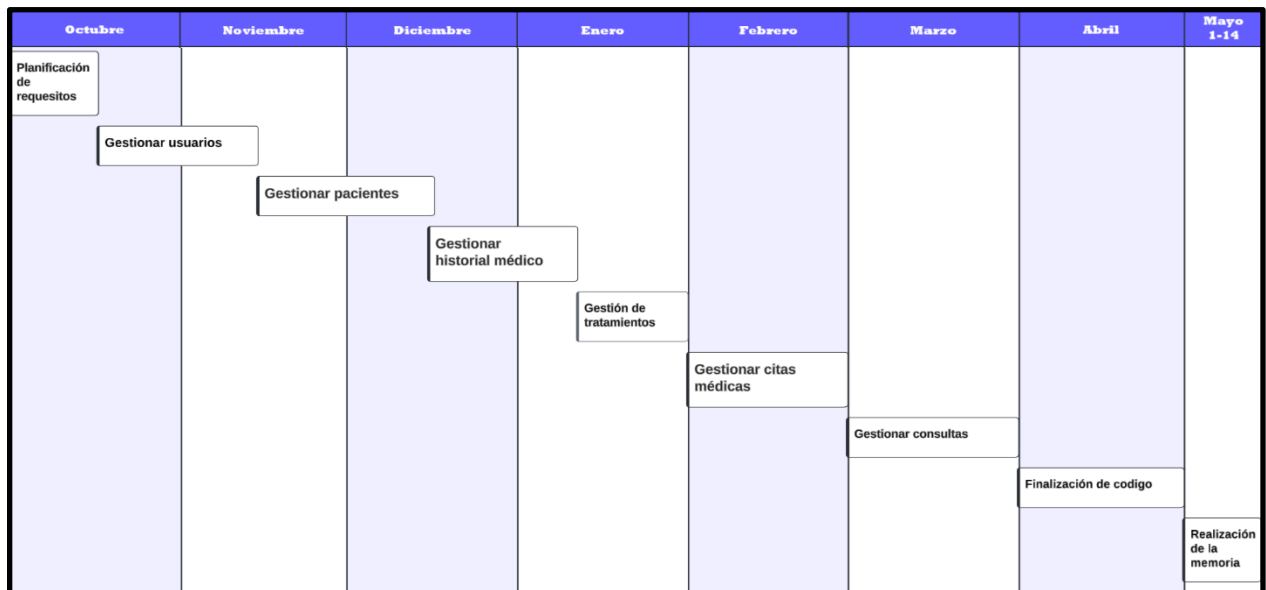 Octubre
Noviembre
Diciembre
Enero
Febrero
Marzo
Abril
Mayo
1-14
Planificación
de
requesitos
Gestionar usuarios
Gestionar pacientes
Gestionar
historial médico
Gestión de
tratamientos
Gestionar citas
médicas
Gestionar consultas
Finalización de codigo
Realización
de la
memoria